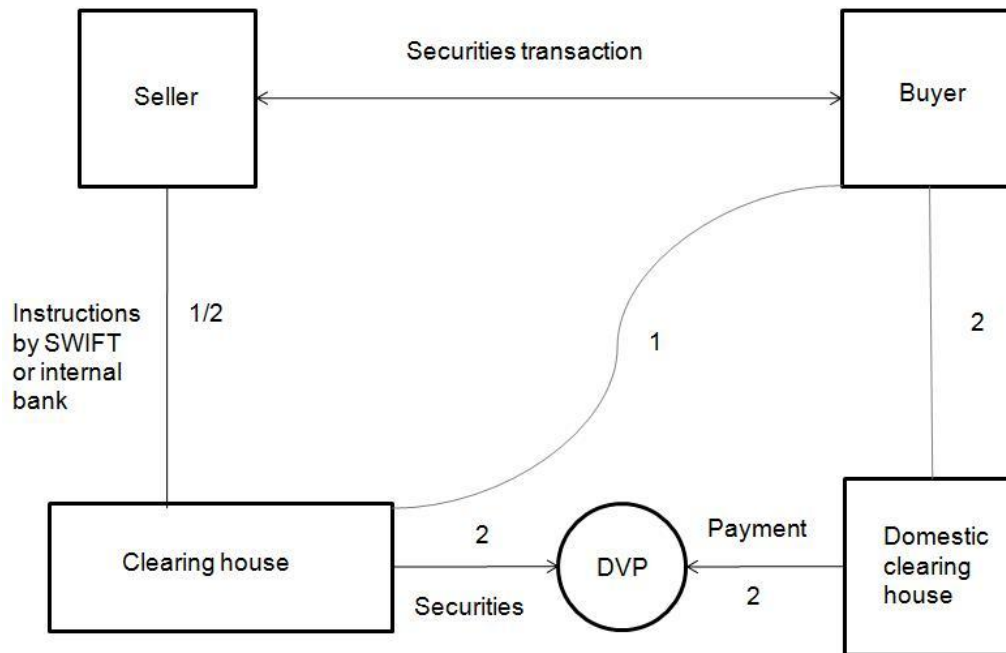 Securities transaction
Seller
Buyer
Instructions
by SWIFT
or internal
bank
1/2
1
2
Clearing house
2
Securities
DVP
Payment
2
Domestic
clearing
house